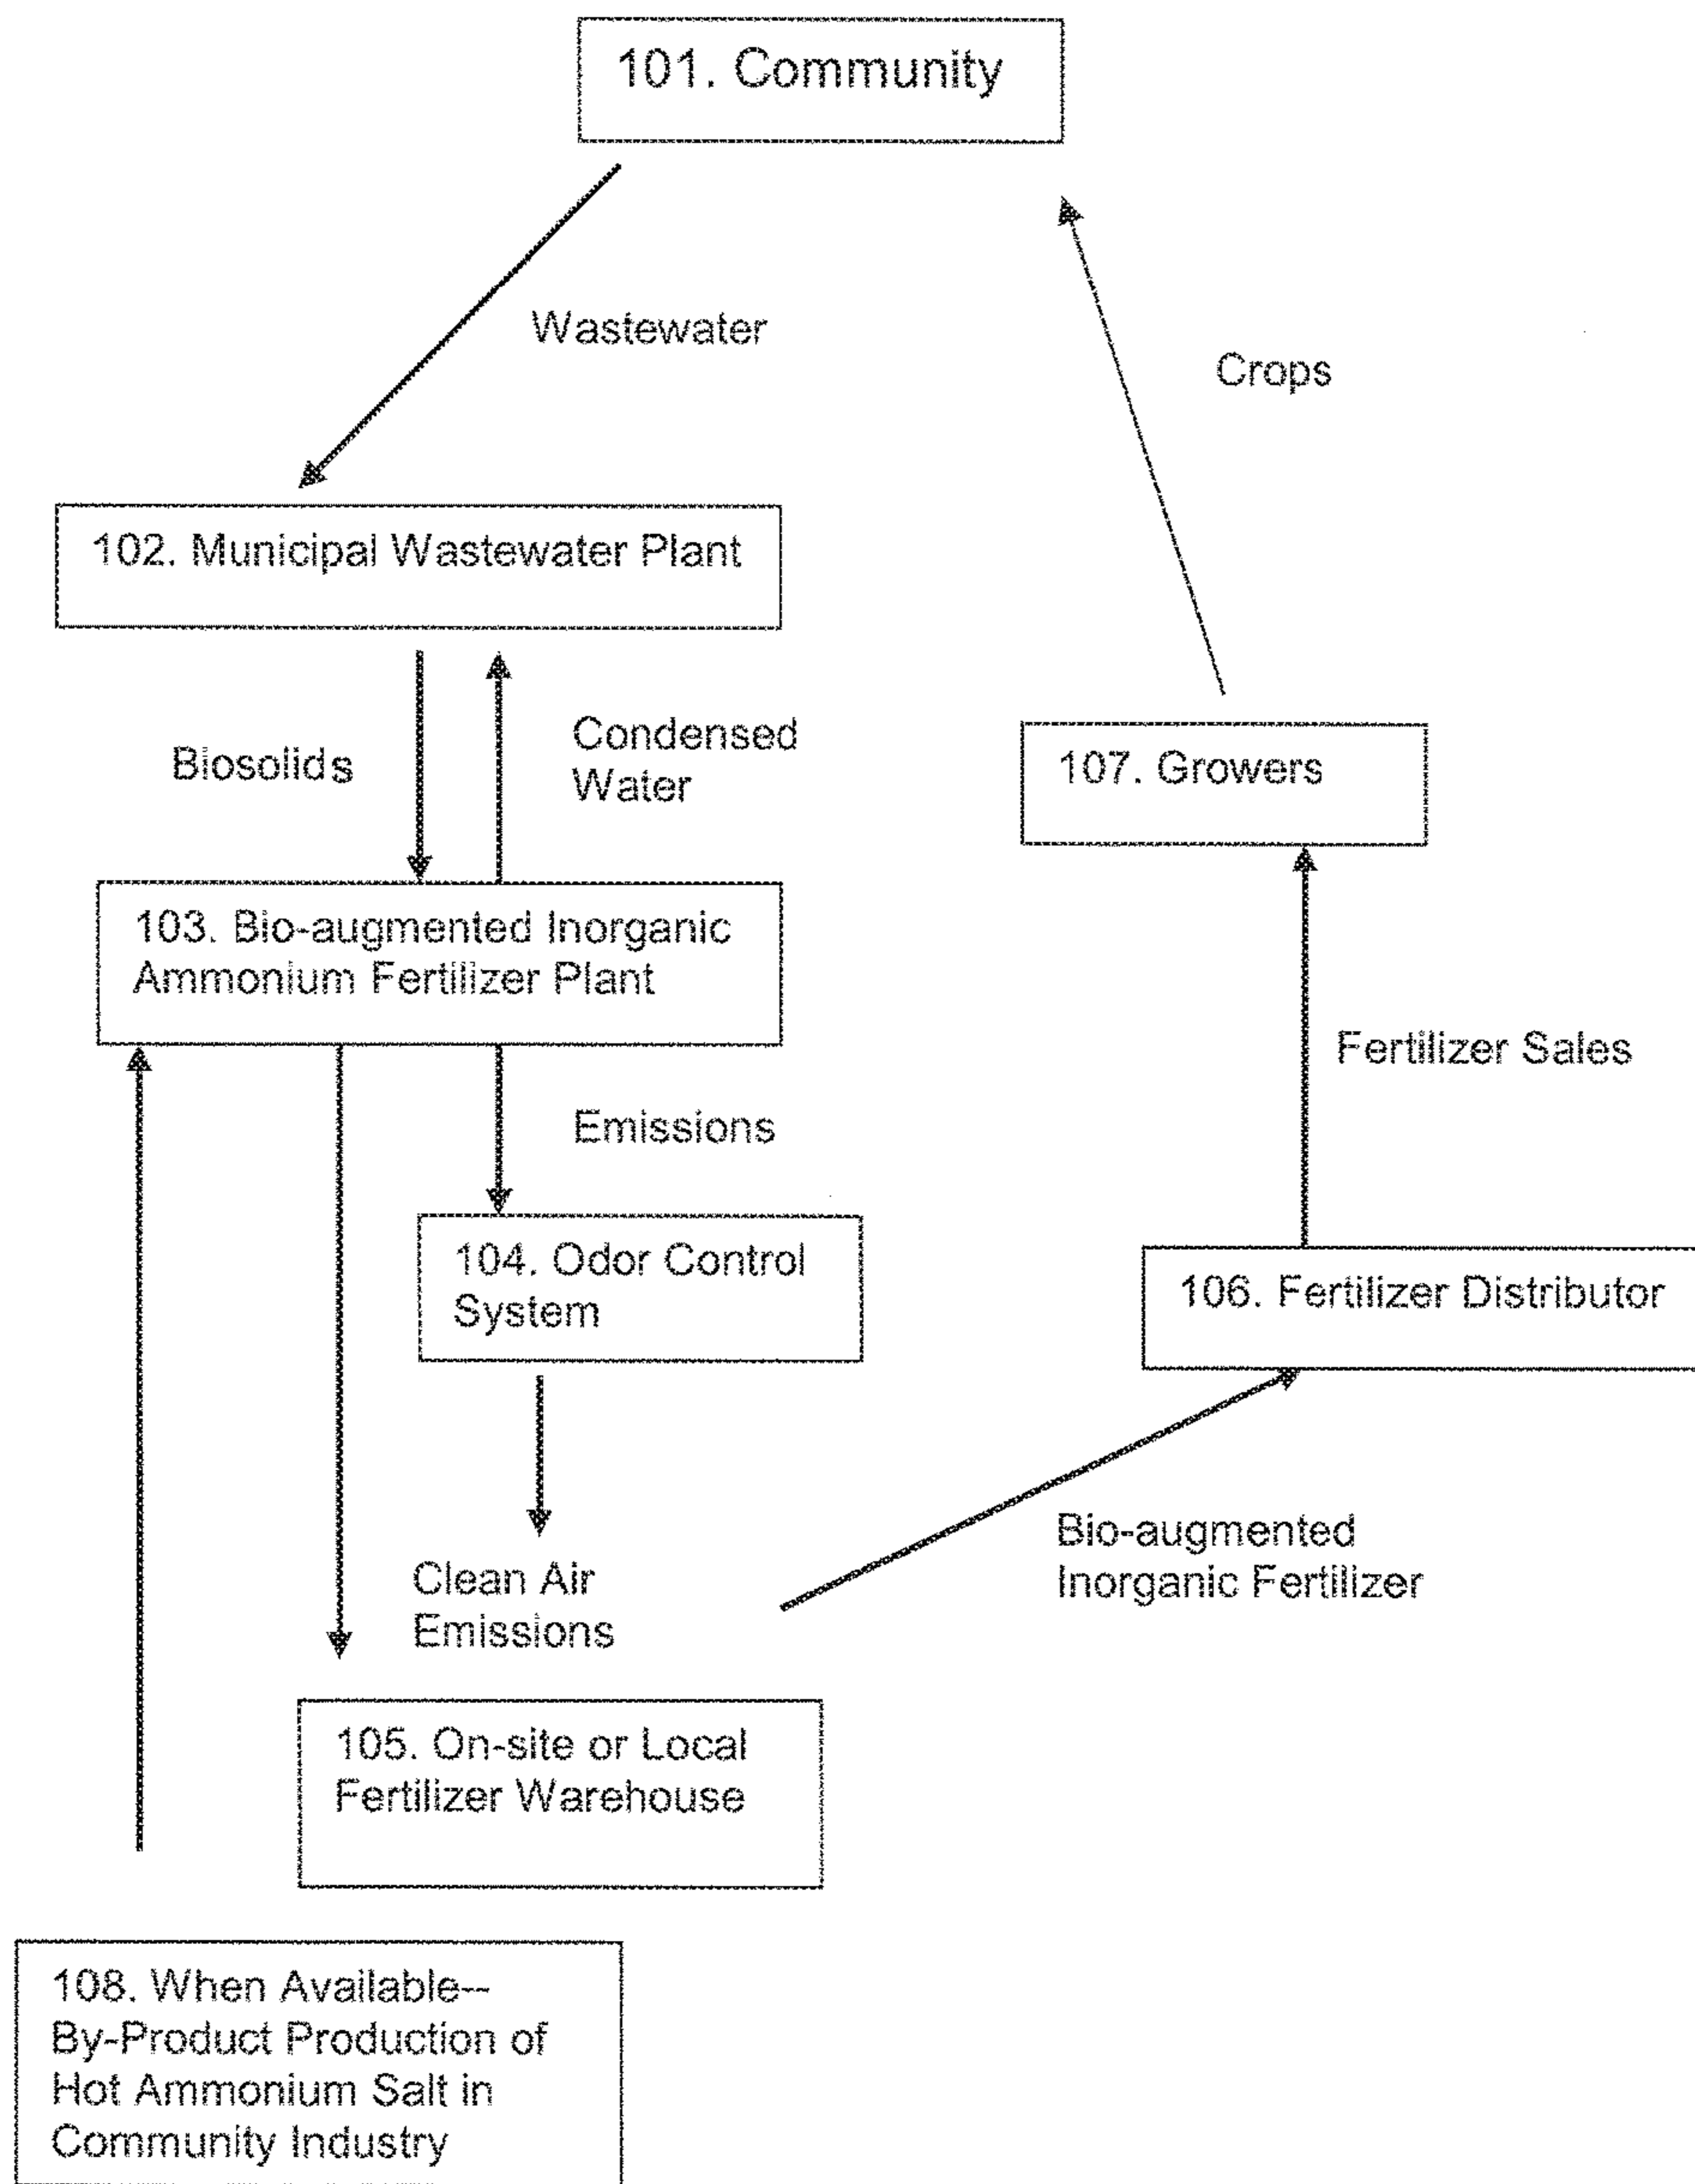 101. Community
Wastewater
Crops
102. Municipal Wastewater Plant
Biosolids
Condensed
Water
107. Growers
103. Bio-augmented Inorganic
Ammonium Fertilizer Plant
Fertilizer Sales
Emissions
104. Odor Control
System
106. Fertilizer Distributor
Bio-augmented
Inorganic Fertilizer
Clean Air
Emissions
105. On-site or Local
Fertilizer Warehouse
108. When Available--
By-Product Production of
Hot Ammonium Salt in
Community Industry